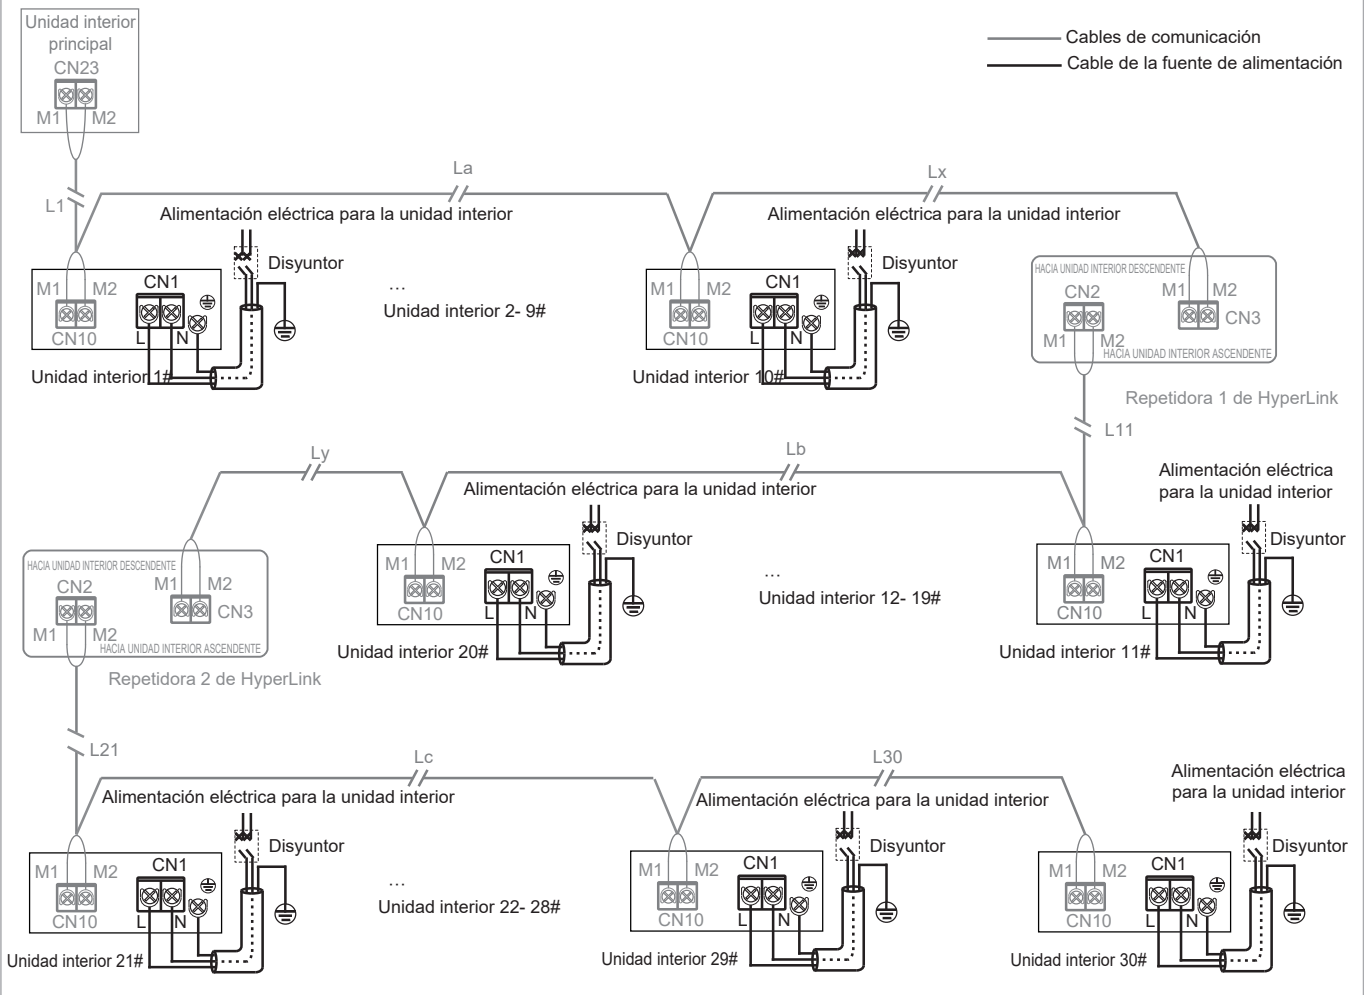 Unidad interior
principal
CN23
M1 M2
Cables de comunicación
Cable de la fuente de alimentación
L1
La
Lx
Alimentación eléctrica para la unidad interior
Alimentación eléctrica para la unidad interior
Disyuntor
Disyuntor
M1 M2
CN1
CN10
L N
Unidad interior 1#
...
Unidad interior 2- 9#
M1 M2
CN1
CN10
L N
Unidad interior 10#
HACIA UNIDAD INTERIOR DESCENDENTE
CN2
M1 M2
CN3
M1 M2
HACIA UNIDAD INTERIOR ASCENDENTE
Repetidora 1 de HyperLink
L11
Ly
Lb
Alimentación eléctrica para la unidad interior
Alimentación eléctrica
para la unidad interior
Disyuntor
Disyuntor
HACIA UNIDAD INTERIOR DESCENDENTE
CN2
M1 M2
CN3
M1 M2
HACIA UNIDAD INTERIOR ASCENDENTE
Repetidora 2 de HyperLink
M1 M2
CN1
CN10
L N
Unidad interior 20#
...
Unidad interior 12- 19#
M1 M2
CN1
CN10
L N
Unidad interior 11#
L21
Lc
L30
Alimentación eléctrica para la unidad interior
Alimentación eléctrica para la unidad interior
Alimentación eléctrica
para la unidad interior
Disyuntor
Disyuntor
Disyuntor
M1 M2
CN1
CN10
L N
Unidad interior 21#
...
Unidad interior 22- 28#
M1 M2
CN1
CN10
L N
Unidad interior 29#
M1 M2
CN1
CN10
L N
Unidad interior 30#